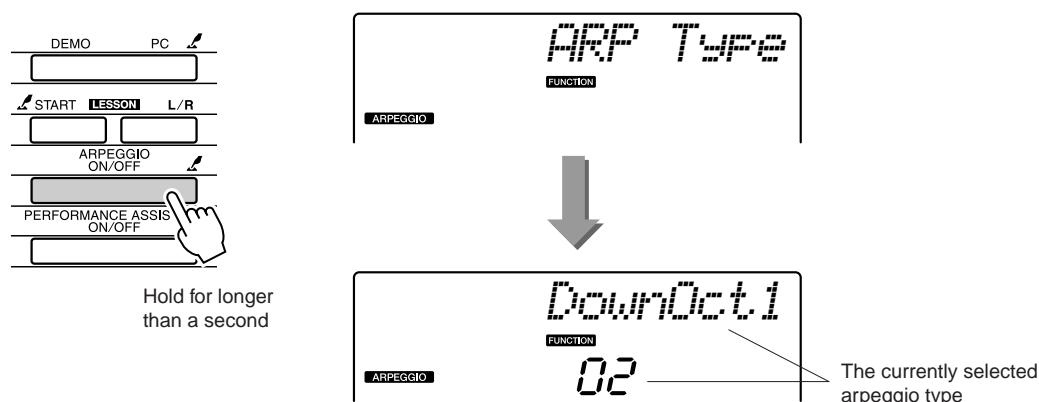 DEMO PC
START LESSON L/R
ARPEGGIO
ON/OFF
PERFORMANCE ASSIS
ON/OFF
Hold for longer
than a second
ARP Type
FUNCTION
ARPEGGIO
DownOct1
FUNCTION
ARPEGGIO 02
The currently selected
arpeggio type